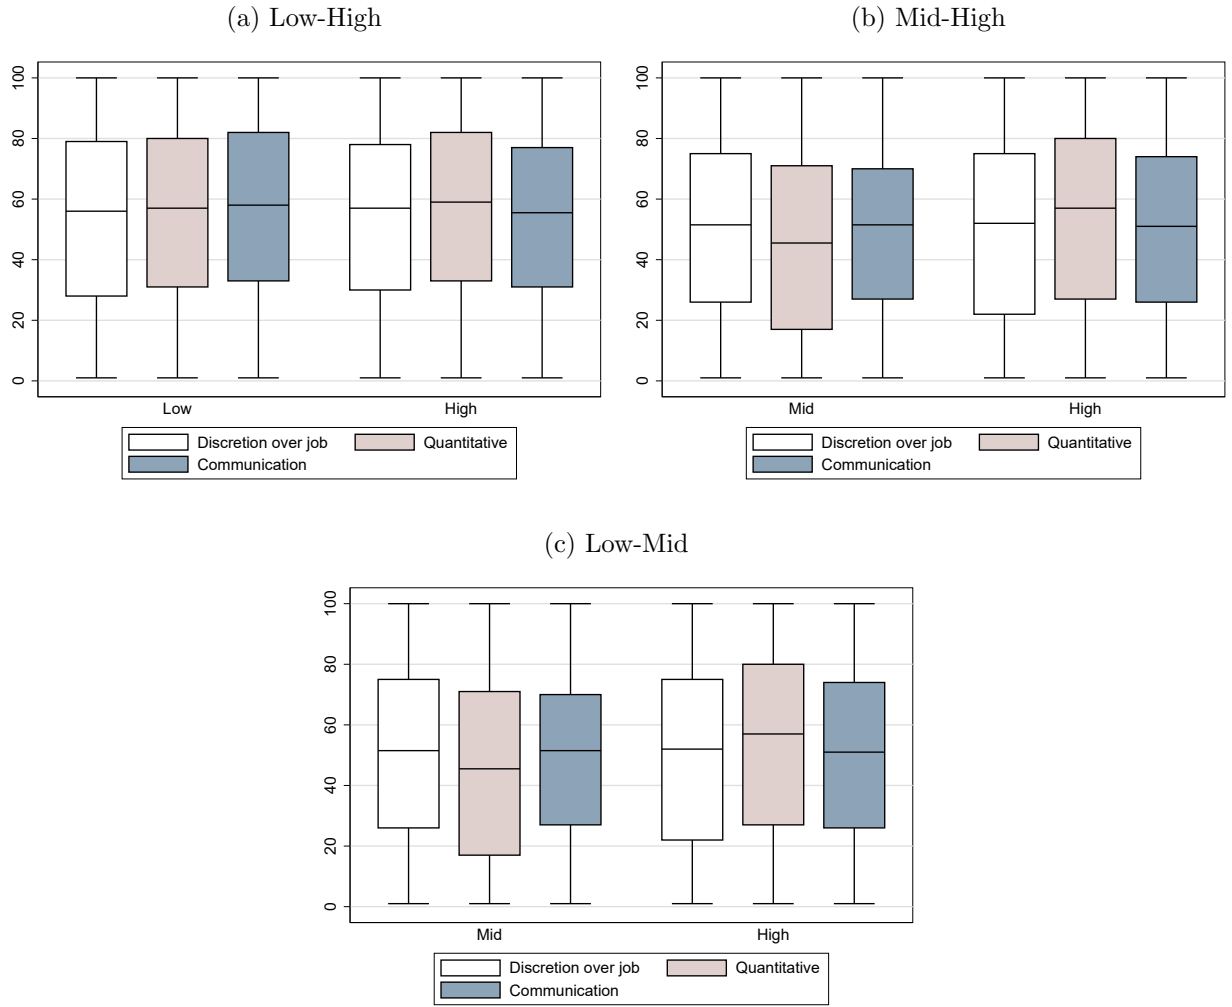 (a) Low-High
100
80
60
40
20
0
Low High
Discretion over job Quantitative
Communication
(b) Mid-High
100
80
60
40
20
0
Mid High
Discretion over job Quantitative
Communication
(c) Low-Mid
100
80
60
40
20
0
Mid High
Discretion over job Quantitative
Communication